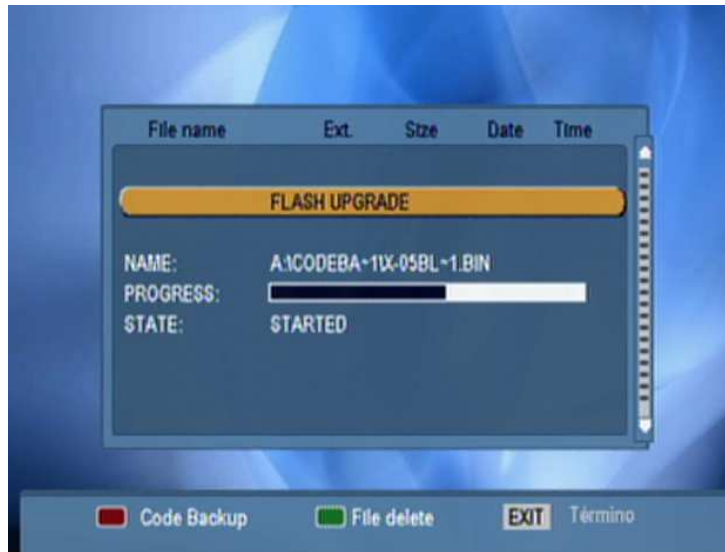 File name Ext. Size Date Time
FLASH UPGRADE
NAME: A:\CODEBA~1\X-05BL~1.BIN
PROGRESS:
STATE: STARTED
Code Backup File delete EXIT Término